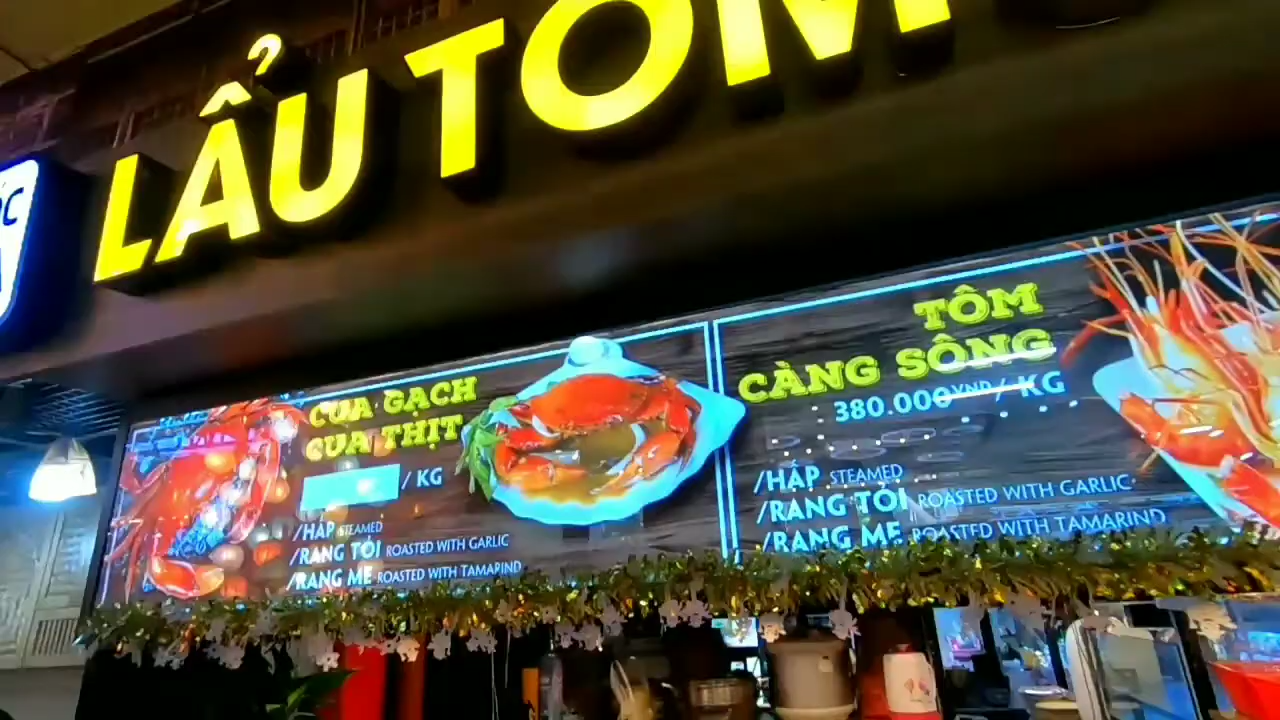 LẨU TÔM
CUA GẠCH
CUA THỊT
/ KG
/HẤP STEAMED
/RANG TỎI ROASTED WITH GARLIC
/RANG ME ROASTED WITH TAMARIND
TÔM
CÀNG SÔNG
380.000 VNĐ / KG
/HẤP STEAMED
/RANG TỎI ROASTED WITH GARLIC
/RANG ME ROASTED WITH TAMARIND